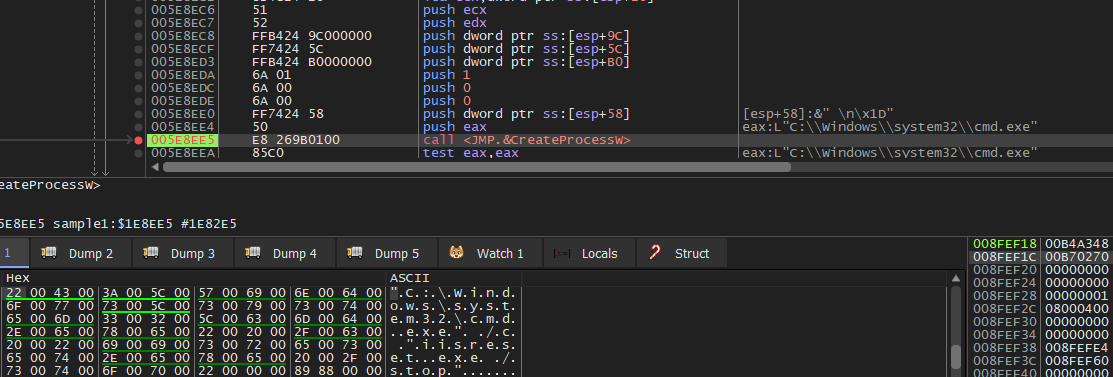 005E8EC6 51 push ecx
005E8EC7 52 push edx
005E8EC8 FFB424 9C000000 push dword ptr ss:[esp+9C]
005E8ECF FF7424 5C push dword ptr ss:[esp+5C]
005E8ED3 FFB424 B0000000 push dword ptr ss:[esp+B0]
005E8EDA 6A 01 push 1
005E8EDC 6A 00 push 0
005E8EDE 6A 00 push 0
005E8EE0 FF7424 58 push dword ptr ss:[esp+58] [esp+58]:&" \n\x1D"
005E8EE4 50 push eax eax:L"C:\\Windows\\system32\\cmd.exe"
005E8EE5 E8 269B0100 call <JMP.&CreateProcessW>
005E8EEA 85C0 test eax,eax eax:L"C:\\Windows\\system32\\cmd.exe"
eateProcessW>
5E8EE5 sample1:$1E8EE5 #1E82E5
1 Dump 2 Dump 3 Dump 4 Dump 5 Watch 1 Locals Struct
Hex ASCII
22 00 43 00 3A 00 5C 00 57 00 69 00 6E 00 64 00 ".C.:.\.W.i.n.d.
6F 00 77 00 73 00 5C 00 73 00 79 00 73 00 74 00 o.w.s.\.s.y.s.t.
65 00 6D 00 33 00 32 00 5C 00 63 00 6D 00 64 00 e.m.3.2.\.c.m.d.
2E 00 65 00 78 00 65 00 22 00 20 00 2F 00 63 00 ..e.x.e.". ./.c.
20 00 22 00 69 00 69 00 73 00 72 00 65 00 73 00 .".i.i.s.r.e.s.
65 00 74 00 2E 00 65 00 78 00 65 00 20 00 2F 00 e.t...e.x.e. ./.
73 00 74 00 6F 00 70 00 22 00 00 00 89 88 00 00 s.t.o.p.".......
008FEF18 00B4A348
008FEF1C 00B70270
008FEF20 00000000
008FEF24 00000000
008FEF28 00000001
008FEF2C 08000400
008FEF30 00000000
008FEF34 00000000
008FEF38 008FEFE4
008FEF3C 008FEF60
008FEF40 00000000